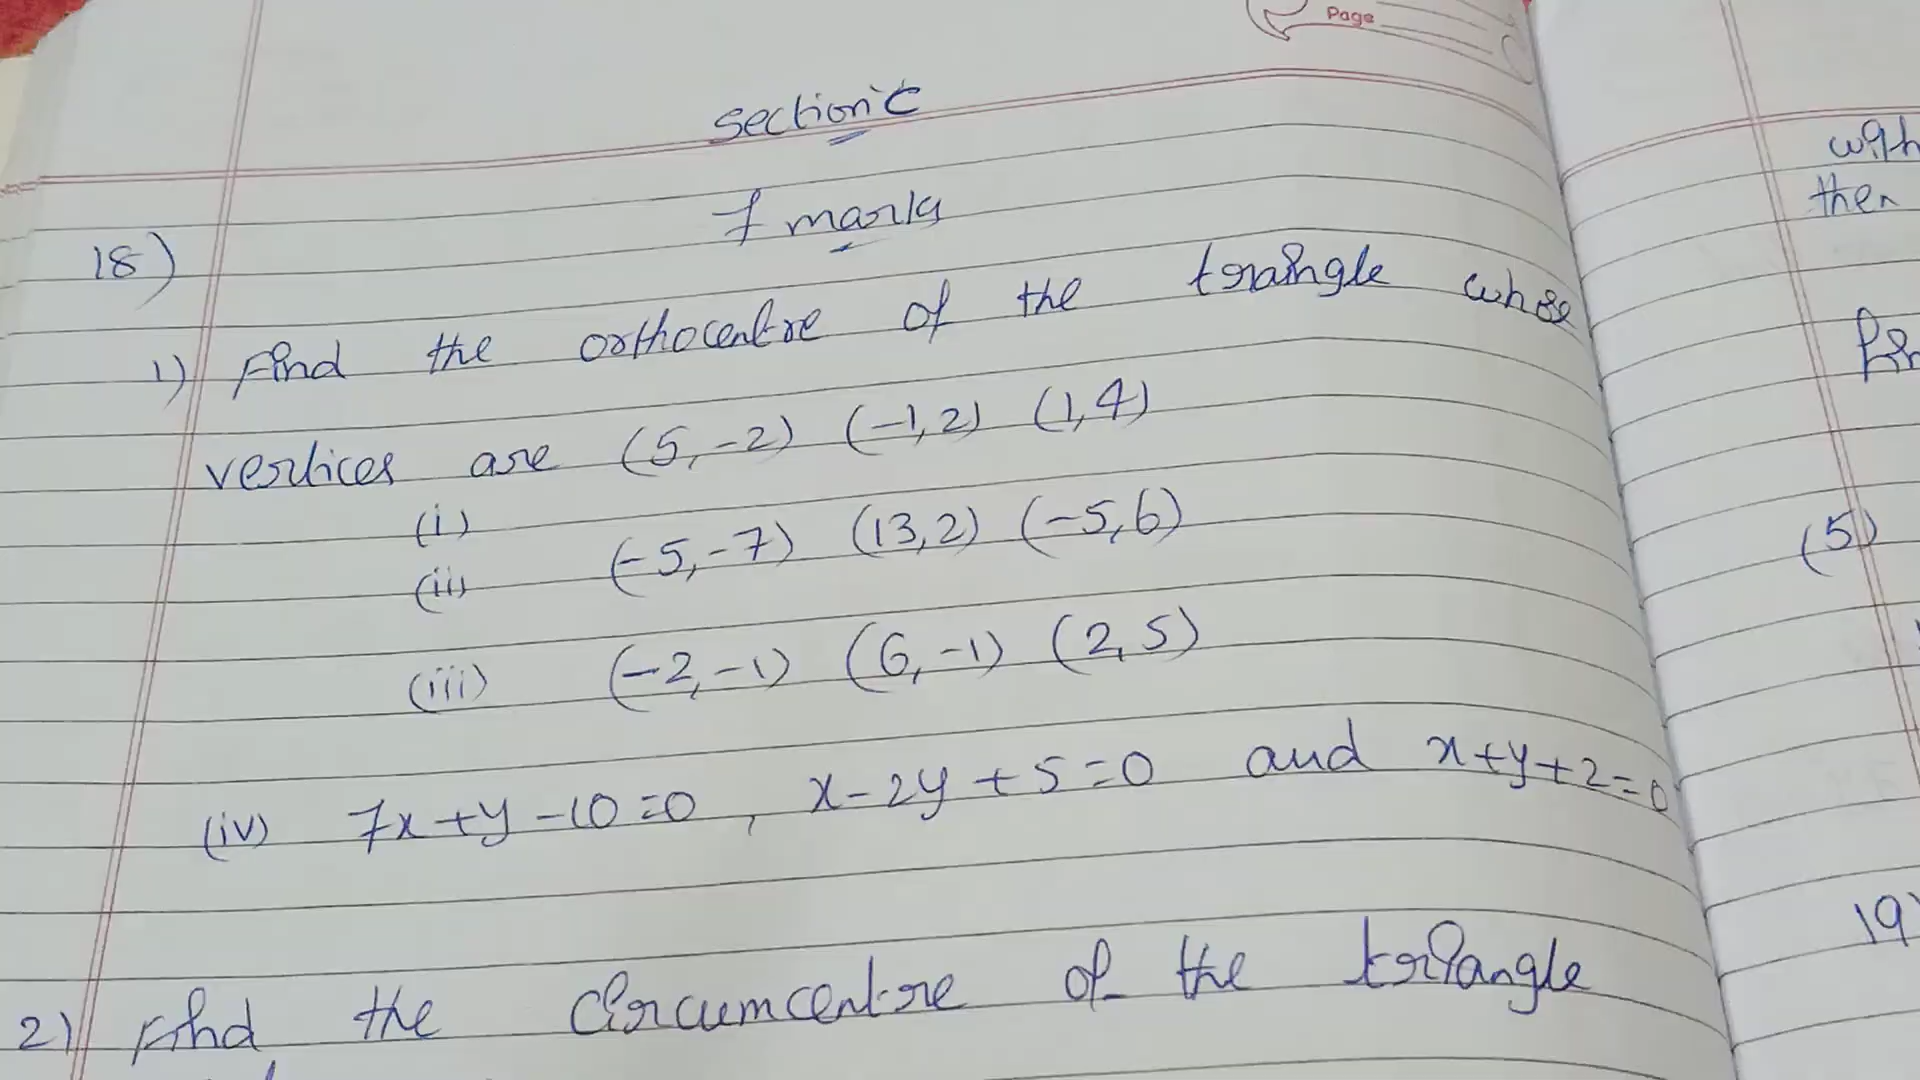 Page
Section 'C
7 marks
18)
1) Find the orthocentre of the traingle whose
vertices are (5,-2) (-1,2) (1,4)
(i)
(ii) (-5,-7) (13,2) (-5,6)
(iii) (-2,-1) (6,-1) (2,5)
(iv) 7x+y-10=0, x-2y+5=0 and x+y+2=0
2) Find the circumcentre of the triangle
with
then
(5)
19)